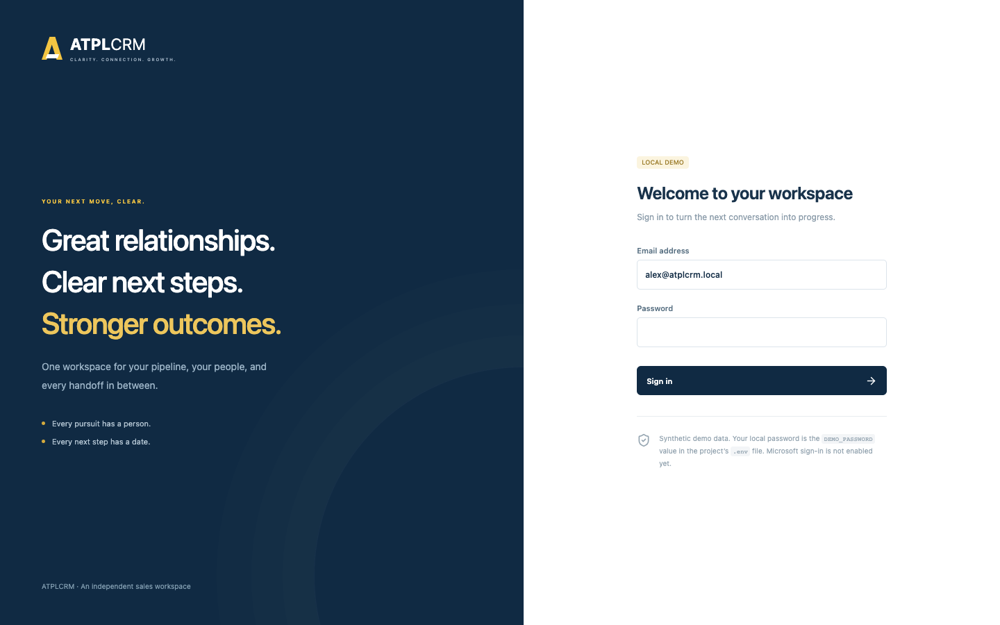 ATPLCRM
CLARITY. CONNECTION. GROWTH.
YOUR NEXT MOVE, CLEAR.
Great relationships.
Clear next steps.
Stronger outcomes.
One workspace for your pipeline, your people, and
every handoff in between.
Every pursuit has a person.
Every next step has a date.
ATPLCRM · An independent sales workspace
LOCAL DEMO
Welcome to your workspace
Sign in to turn the next conversation into progress.
Email address
alex@atplcrm.local
Password
Sign in
Synthetic demo data. Your local password is the DEMO_PASSWORD
value in the project's .env file. Microsoft sign-in is not enabled
yet.